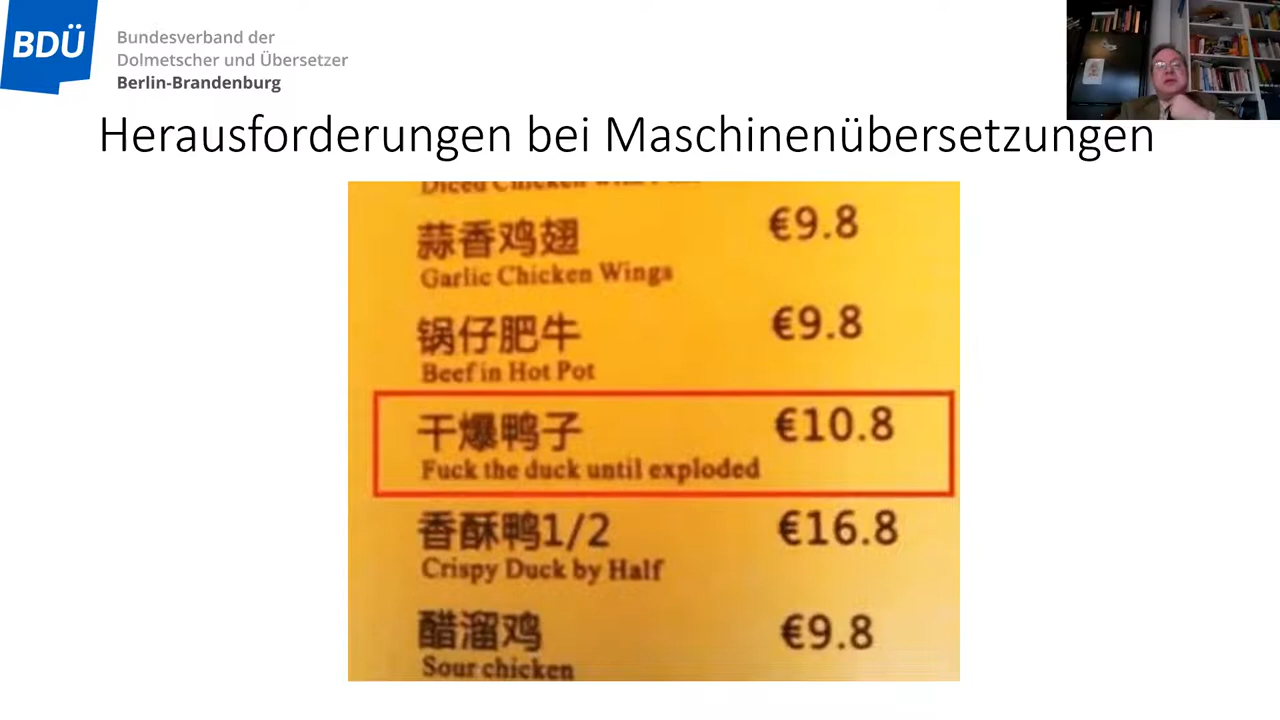 BDÜ
Bundesverband der
Dolmetscher und Übersetzer
Berlin-Brandenburg
Herausforderungen bei Maschinenübersetzungen
Diced Chicken with
蒜香鸡翅 €9.8
Garlic Chicken Wings
锅仔肥牛 €9.8
Beef in Hot Pot
干爆鸭子 €10.8
Fuck the duck until exploded
香酥鸭1/2 €16.8
Crispy Duck by Half
醋溜鸡 €9.8
Sour chicken